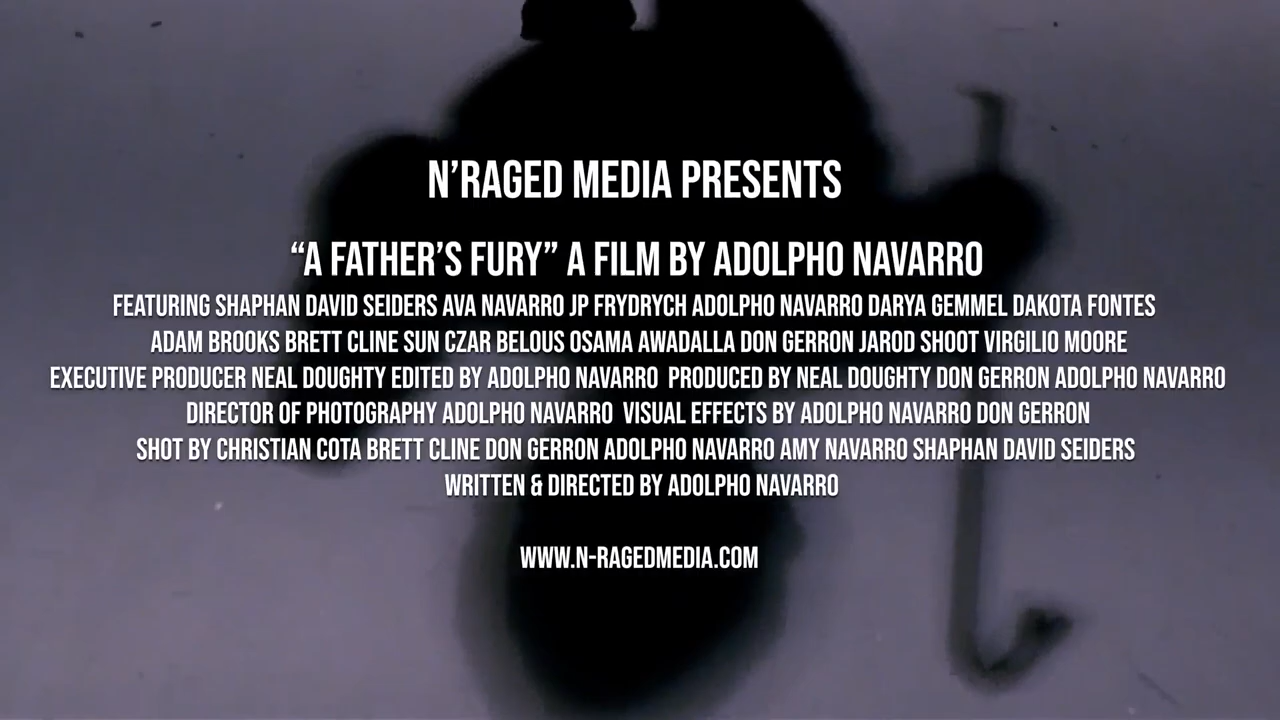 N’RAGED MEDIA PRESENTS
“A FATHER’S FURY” A FILM BY ADOLPHO NAVARRO
FEATURING SHAPHAN DAVID SEIDERS AVA NAVARRO JP FRYDRYCH ADOLPHO NAVARRO DARYA GEMMEL DAKOTA FONTES
ADAM BROOKS BRETT CLINE SUN CZAR BELOUS OSAMA AWADALLA DON GERRON JAROD SHOOT VIRGILIO MOORE
EXECUTIVE PRODUCER NEAL DOUGHTY EDITED BY ADOLPHO NAVARRO PRODUCED BY NEAL DOUGHTY DON GERRON ADOLPHO NAVARRO
DIRECTOR OF PHOTOGRAPHY ADOLPHO NAVARRO VISUAL EFFECTS BY ADOLPHO NAVARRO DON GERRON
SHOT BY CHRISTIAN COTA BRETT CLINE DON GERRON ADOLPHO NAVARRO AMY NAVARRO SHAPHAN DAVID SEIDERS
WRITTEN & DIRECTED BY ADOLPHO NAVARRO
WWW.N-RAGEDMEDIA.COM